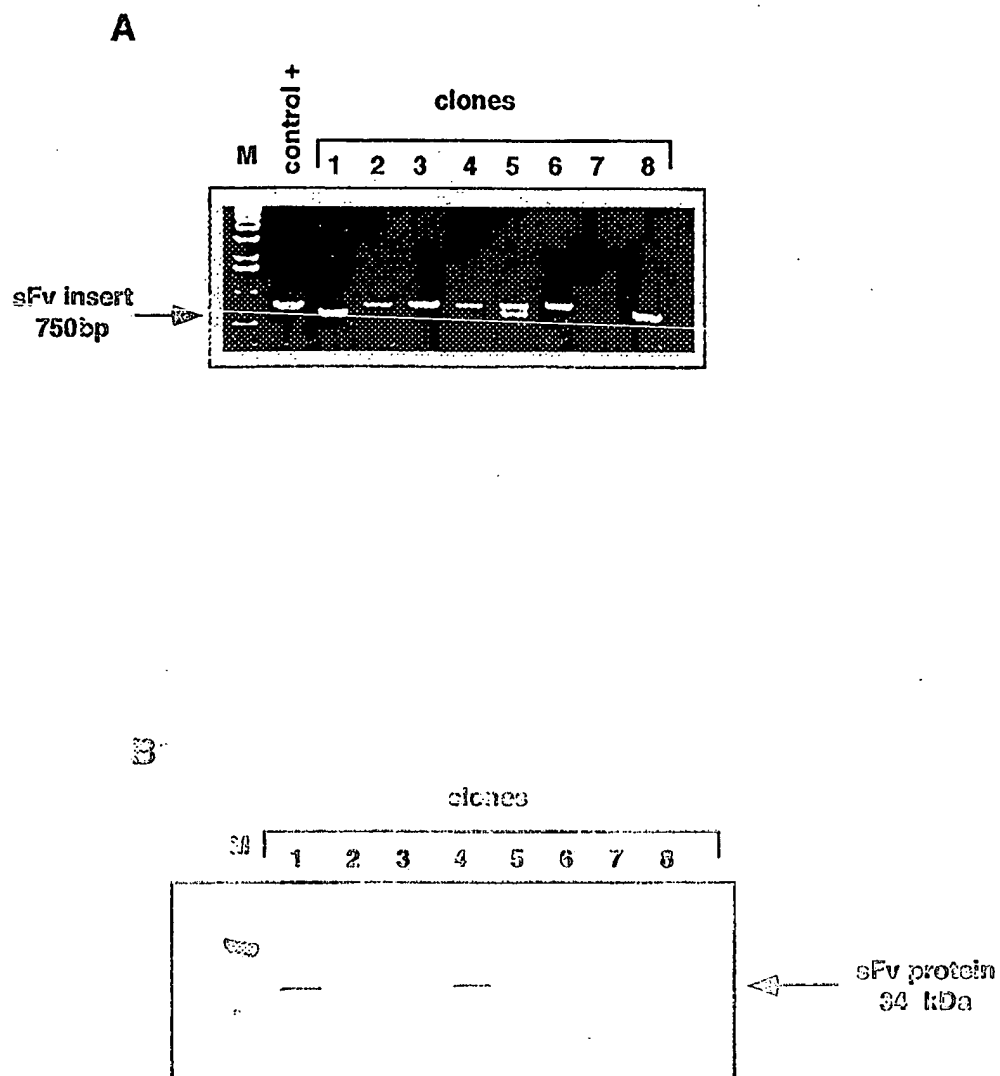 A
control +
clones
M
1 2 3 4 5 6 7 8
sFv insert
750bp
B
clones
M
1 2 3 4 5 6 7 8
sFv protein
34 kDa